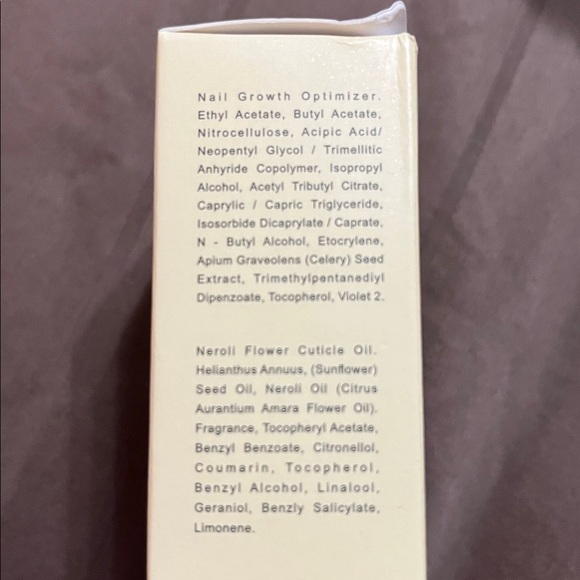 Nail Growth Optimizer.
Ethyl Acetate, Butyl Acetate,
Nitrocellulose, Acipic Acid/
Neopentyl Glycol / Trimellitic
Anhyride Copolymer, Isopropyl
Alcohol, Acetyl Tributyl Citrate,
Caprylic / Capric Triglyceride,
Isosorbide Dicaprylate / Caprate,
N - Butyl Alcohol, Etocrylene,
Apium Graveolens (Celery) Seed
Extract, Trimethylpentanediyl
Dipenzoate, Tocopherol, Violet 2.
Neroli Flower Cuticle Oil.
Helianthus Annuus, (Sunflower)
Seed Oil, Neroli Oil (Citrus
Aurantium Amara Flower Oil).
Fragrance, Tocopheryl Acetate,
Benzyl Benzoate, Citronellol,
Coumarin, Tocopherol,
Benzyl Alcohol, Linalool,
Geraniol, Benzly Salicylate,
Limonene.